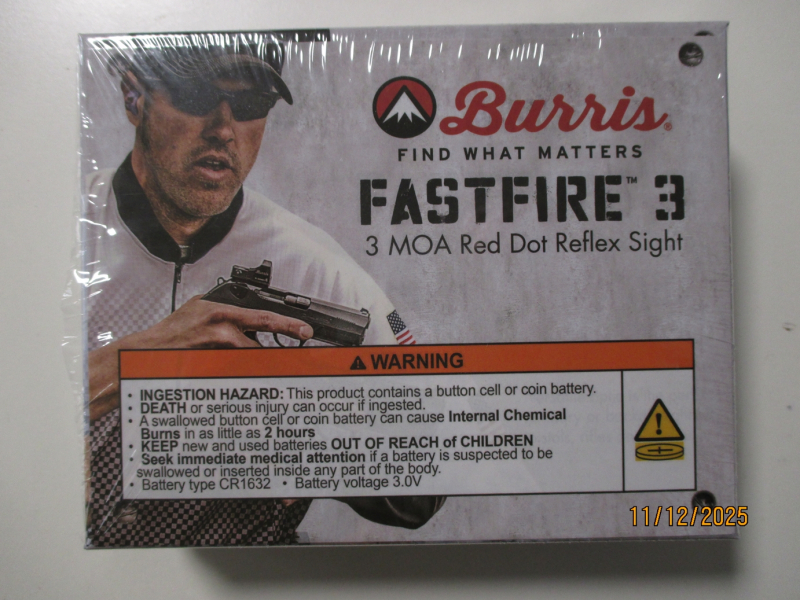 Burris®
FIND WHAT MATTERS
FASTFIRE™ 3
3 MOA Red Dot Reflex Sight
WARNING
• INGESTION HAZARD: This product contains a button cell or coin battery.
• DEATH or serious injury can occur if ingested.
• A swallowed button cell or coin battery can cause Internal Chemical
Burns in as little as 2 hours
• KEEP new and used batteries OUT OF REACH of CHILDREN
• Seek immediate medical attention if a battery is suspected to be
swallowed or inserted inside any part of the body.
• Battery type CR1632 • Battery voltage 3.0V
11/12/2025